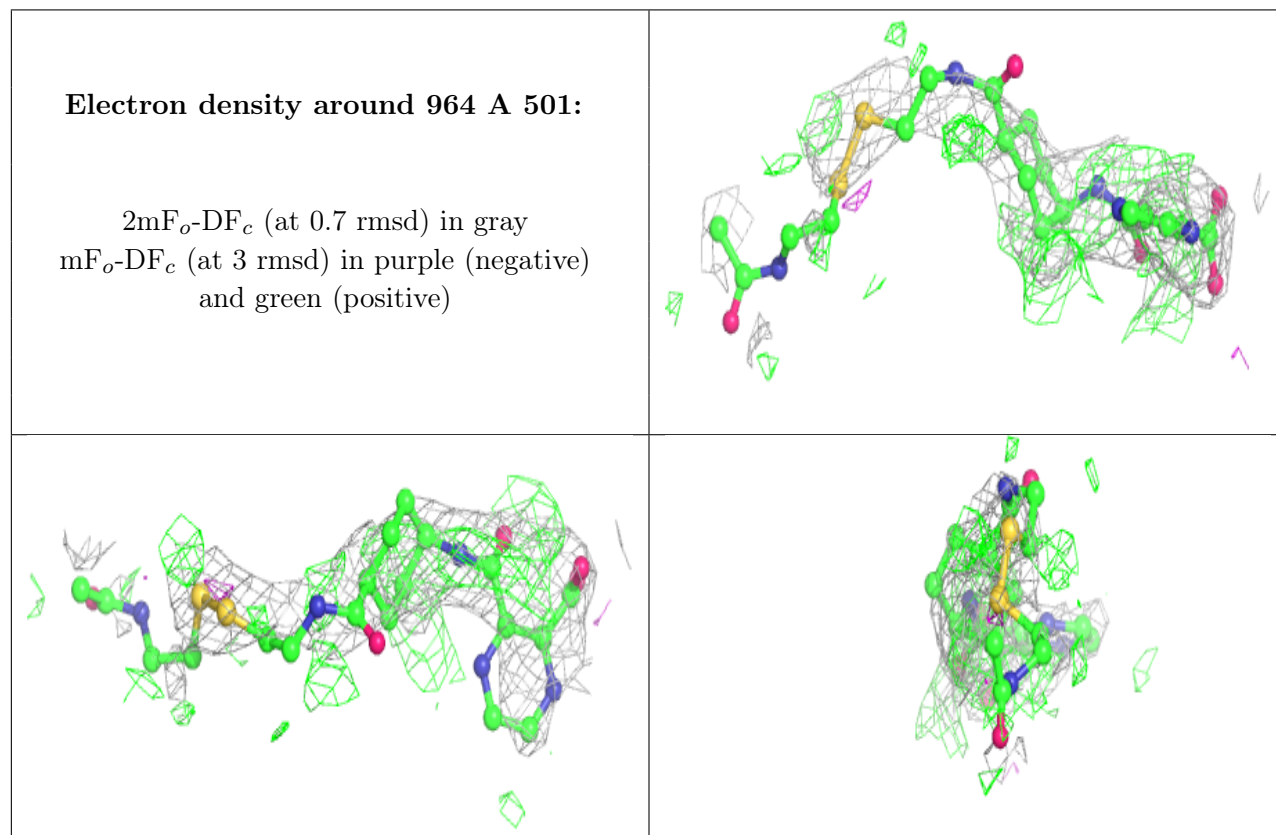 Electron density around 964 A 501:
2mFₒ-DF𝒸 (at 0.7 rmsd) in gray
mFₒ-DF𝒸 (at 3 rmsd) in purple (negative)
and green (positive)